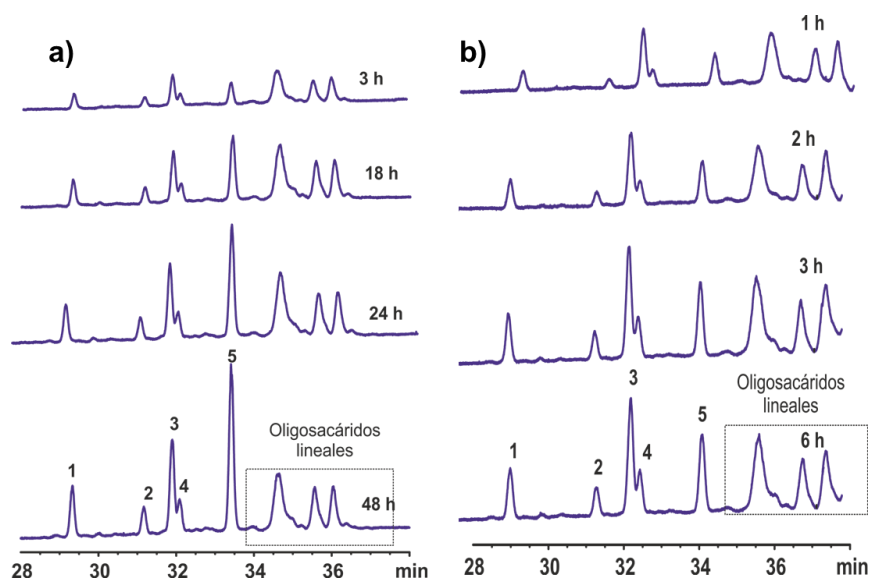 a)
3 h
18 h
24 h
5
3
Oligosacáridos
lineales
1
2
4
48 h
28 30 32 34 36 min
b)
1 h
2 h
3 h
3
Oligosacáridos
lineales
5
1
4
2
6 h
28 30 32 34 36 min